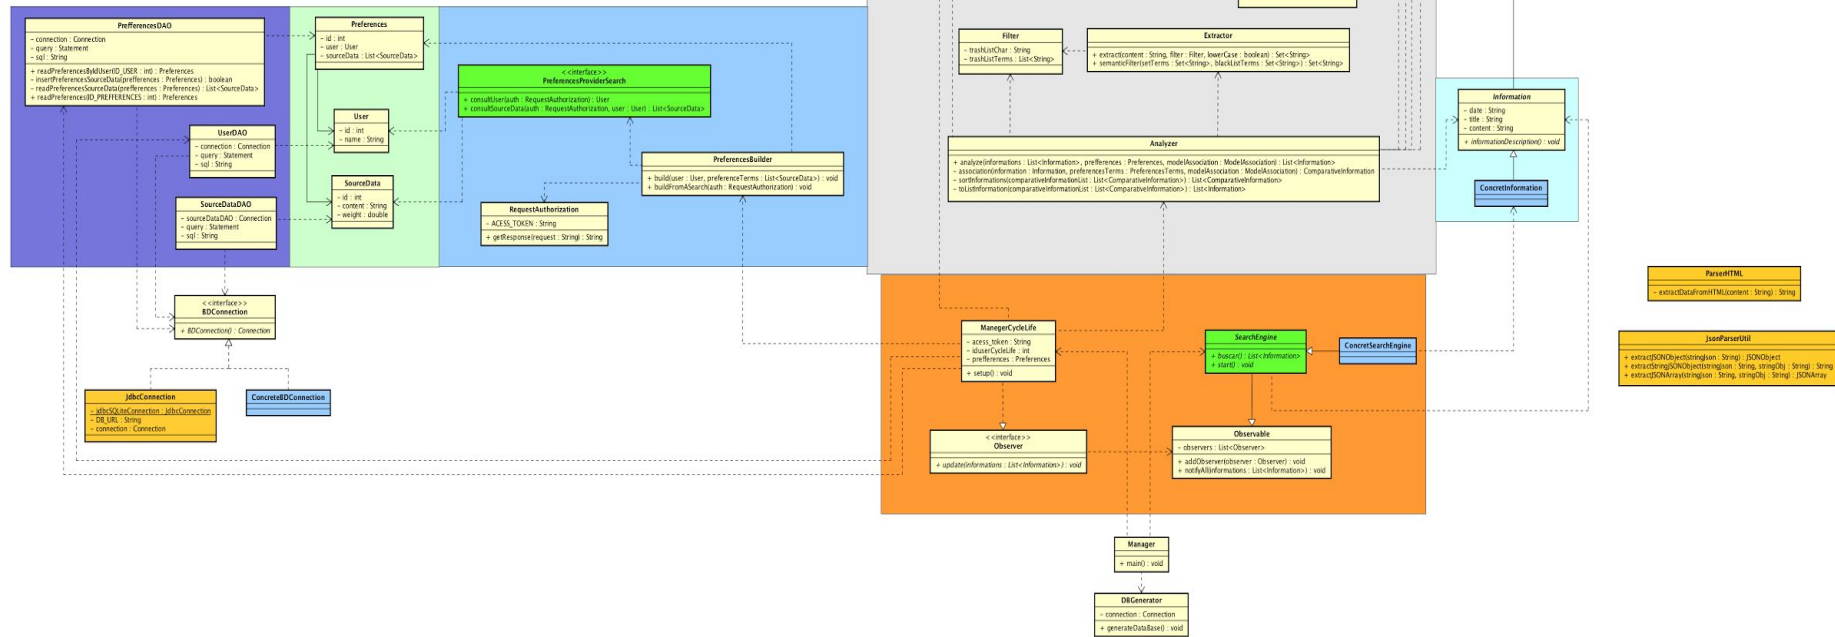 PrefferencesDAO
– connection : Connection
– query : Statement
– sql : String
+ readPreferencesByIdUser(ID_USER : int) : Preferences
– insertPreferencesSourceData(prefferences : Preferences) : boolean
– readPreferencesSourceData(prefferences : Preferences) : List<SourceData>
+ readPreferences(ID_PREFFERENCES : int) : Preferences
UserDAO
– connection : Connection
– query : Statement
– sql : String
SourceDataDAO
– sourceDataDAO : Connection
– query : Statement
– sql : String
Preferences
– id : int
– user : User
– sourceData : List<SourceData>
User
– id : int
– name : String
SourceData
– id : int
– content : String
– weight : double
<<interface>>
PreferencesProviderSearch
+ consultUser(auth : RequestAuthorization) : User
+ consultSourceData(auth : RequestAuthorization, user : User) : List<SourceData>
PreferencesBuilder
+ build(user : User, preferenceTerms : List<SourceData>) : void
+ buildFromASearch(auth : RequestAuthorization) : void
RequestAuthorization
– ACESS_TOKEN : String
+ getResponse(request : String) : String
Filter
– trashListChar : String
– trashListTerms : List<String>
Extractor
+ extract(content : String, filter : Filter, lowerCase : boolean) : Set<String>
+ semanticFilter(setTerms : Set<String>, blackListTerms : Set<String>) : Set<String>
Analyzer
+ analyze(informations : List<Information>, prefferences : Preferences, modelAssociation : ModelAssociation) : List<Information>
– association(information : Information, preferencesTerms : PreferencesTerms, modelAssociation : ModelAssociation) : ComparativeInformation
– sortInformations(comparativeInformationList : List<ComparativeInformation>) : List<ComparativeInformation>
– toListInformation(comparativeInformationList : List<ComparativeInformation>) : List<Information>
Information
– date : String
– title : String
– content : String
+ informationDescription() : void
ConcretInformation
<<interface>>
BDConnection
+ BDConnection() : Connection
JdbcConnection
– jdbcSQLiteConnection : JdbcConnection
– DB_URL : String
– connection : Connection
ConcreteBDConnection
ManegerCycleLife
– acess_token : String
– iduserCycleLife : int
– prefferences : Preferences
+ setup() : void
SearchEngine
+ buscar() : List<Information>
+ start() : void
ConcretSearchEngine
<<interface>>
Observer
+ update(informations : List<Information>) : void
Observable
– observers : List<Observer>
+ addObserver(observer : Observer) : void
+ notifyAll(informations : List<Information>) : void
Manager
+ main() : void
DBGenerator
– connection : Connection
+ generateDataBase() : void
ParserHTML
– extractDataFromHTML(content : String) : String
JsonParserUtil
+ extractJSONObject(stringJson : String) : JSONObject
+ extractStringJSONObject(stringJson : String, stringObj : String) : String
+ extractJSONArray(stringJson : String, stringObj : String) : JSONArray